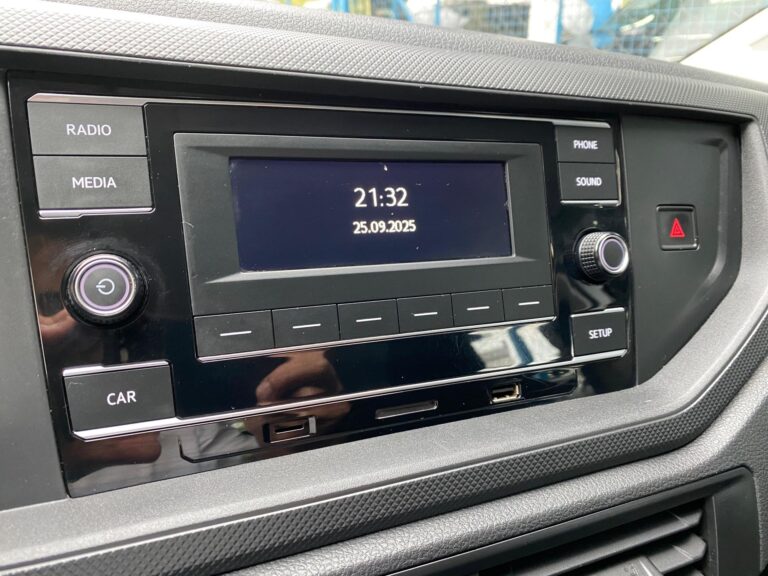 RADIO
PHONE
MEDIA
SOUND
21:32
25.09.2025
SETUP
CAR